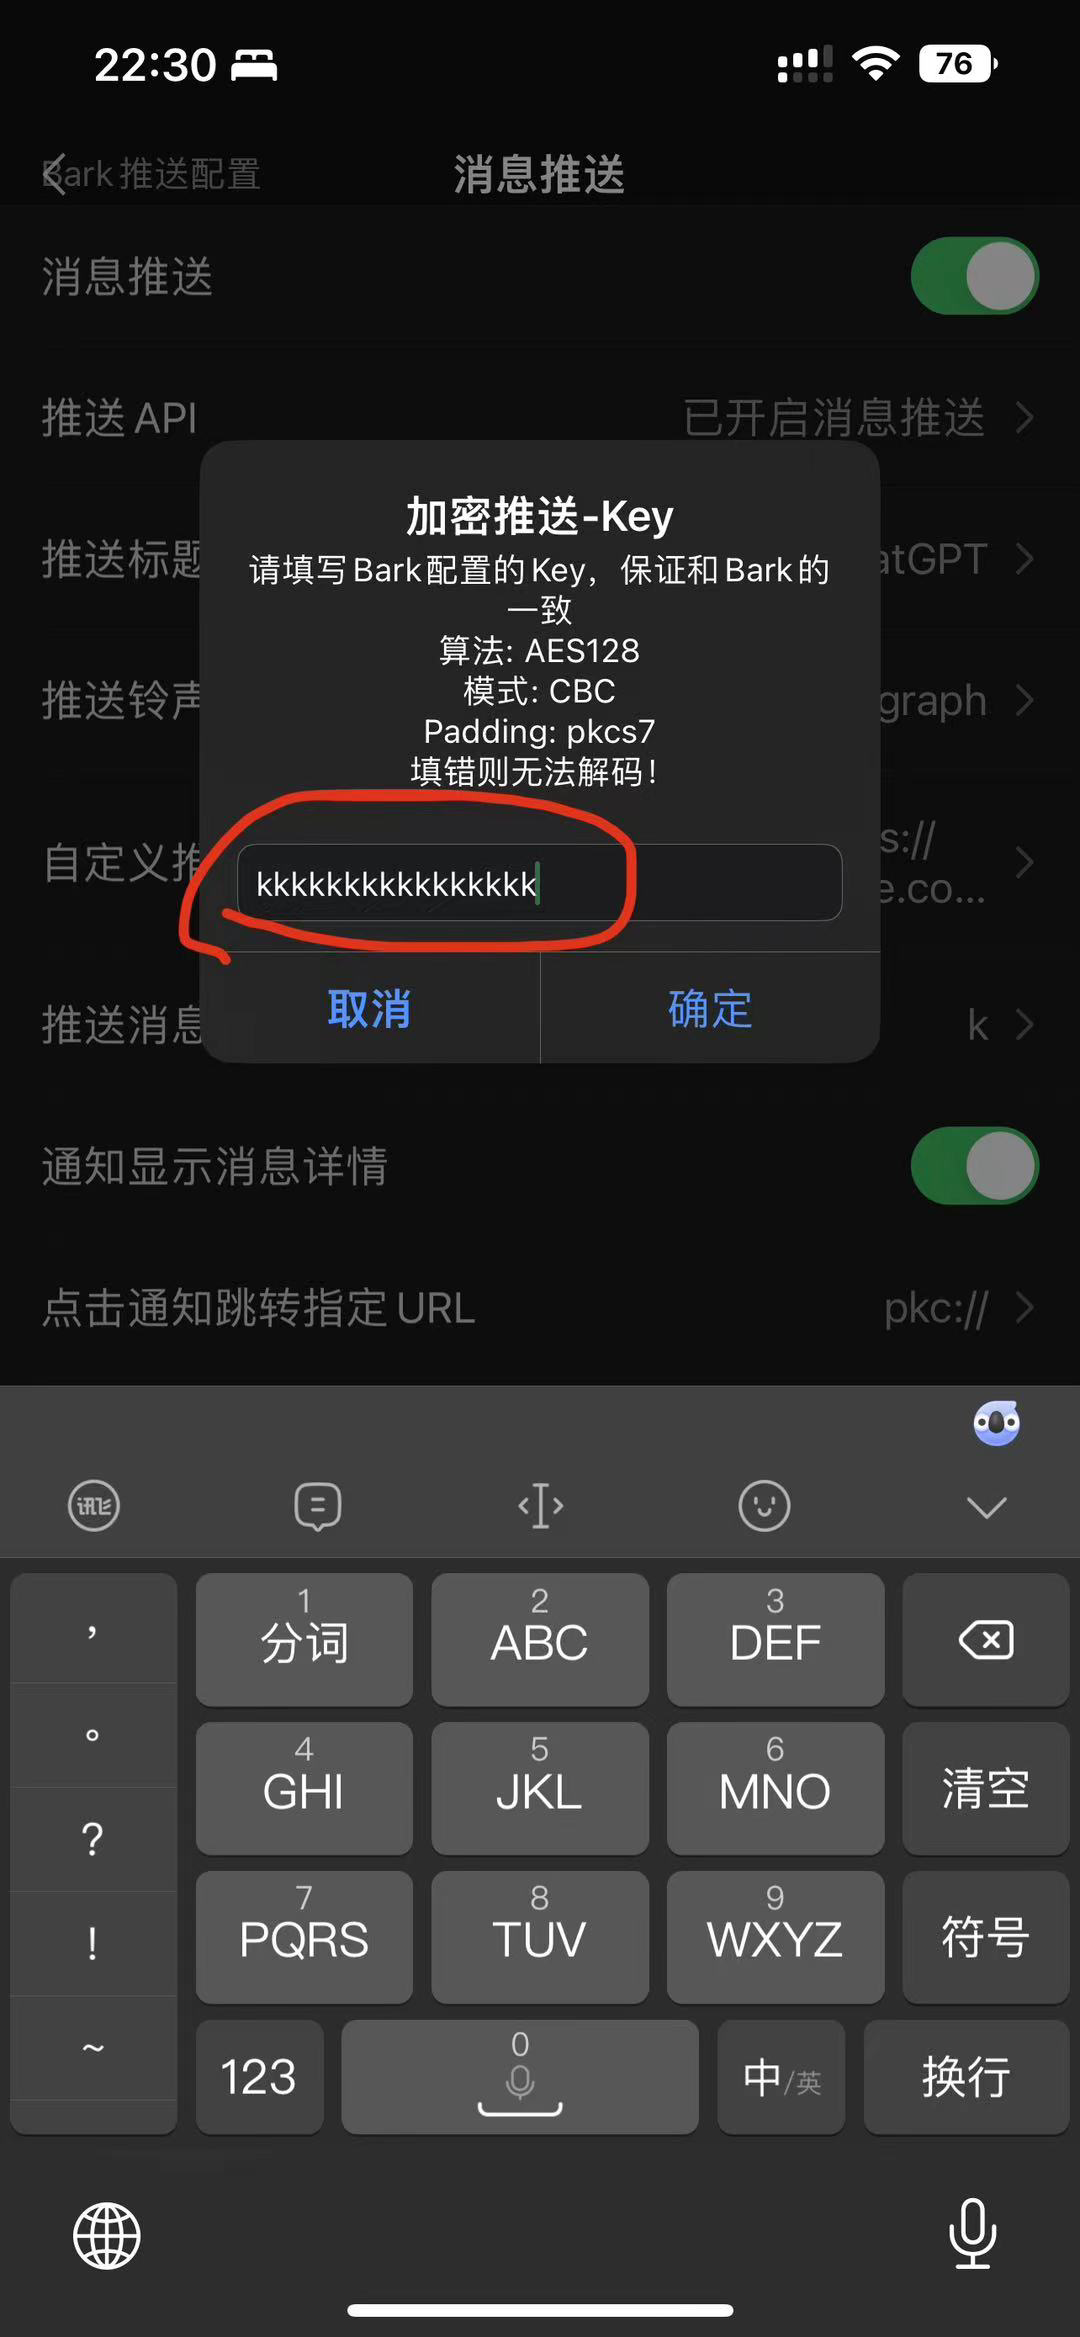 22:30
76
Bark推送配置
消息推送
消息推送
推送 API
已开启消息推送
加密推送-Key
请填写Bark配置的Key，保证和Bark的
一致
算法: AES128
模式: CBC
Padding: pkcs7
填错则无法解码！
kkkkkkkkkkkkkkkk
取消
确定
推送标题
atGPT
推送铃声
graph
自定义推
s://
e.co...
推送消息
k
通知显示消息详情
点击通知跳转指定 URL
pkc://
讯飞
，
1
分词
2
ABC
3
DEF
。
4
GHI
5
JKL
6
MNO
清空
?
7
PQRS
8
TUV
9
WXYZ
符号
!
~
123
0
中/英
换行